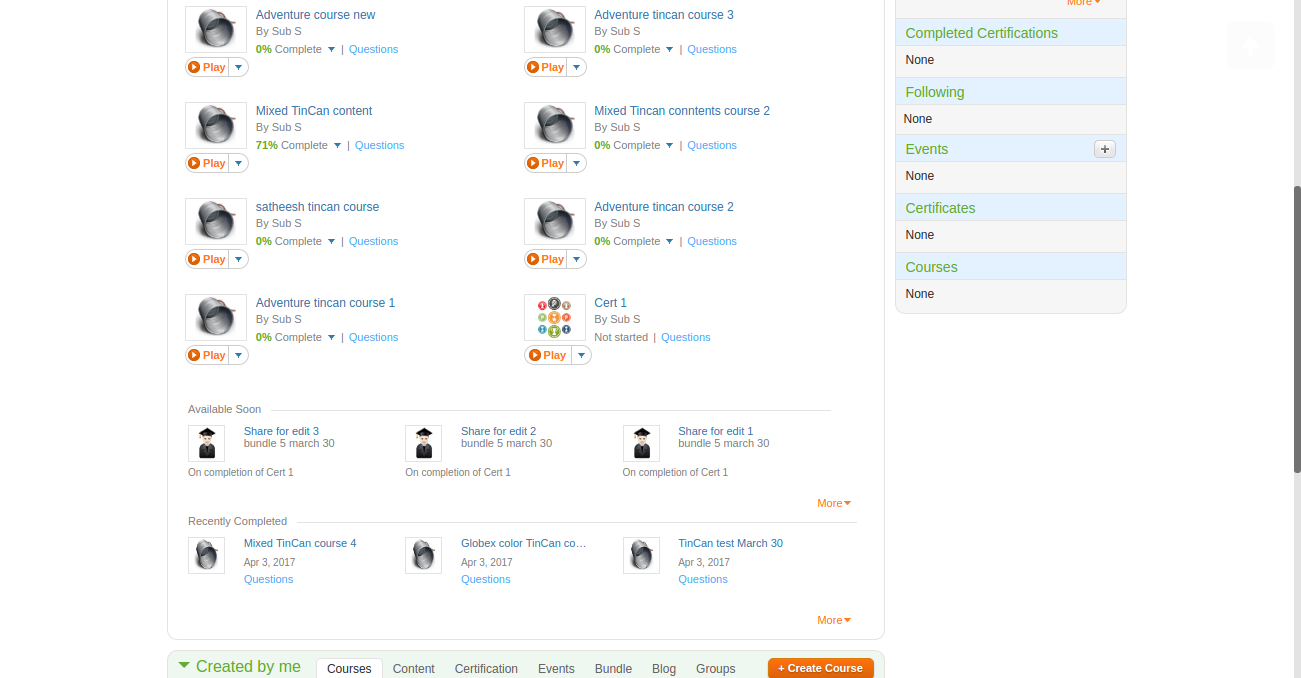 More
Adventure course new
By Sub S
0% Complete | Questions
Play
Adventure tincan course 3
By Sub S
0% Complete | Questions
Play
Mixed TinCan content
By Sub S
71% Complete | Questions
Play
Mixed Tincan conntents course 2
By Sub S
0% Complete | Questions
Play
satheesh tincan course
By Sub S
0% Complete | Questions
Play
Adventure tincan course 2
By Sub S
0% Complete | Questions
Play
Adventure tincan course 1
By Sub S
0% Complete | Questions
Play
Cert 1
By Sub S
Not started | Questions
Play
Available Soon
Share for edit 3
bundle 5 march 30
On completion of Cert 1
Share for edit 2
bundle 5 march 30
On completion of Cert 1
Share for edit 1
bundle 5 march 30
On completion of Cert 1
More
Recently Completed
Mixed TinCan course 4
Apr 3, 2017
Questions
Globex color TinCan co…
Apr 3, 2017
Questions
TinCan test March 30
Apr 3, 2017
Questions
More
Created by me
Courses Content Certification Events Bundle Blog Groups
+ Create Course
Completed Certifications
None
Following
None
Events +
None
Certificates
None
Courses
None